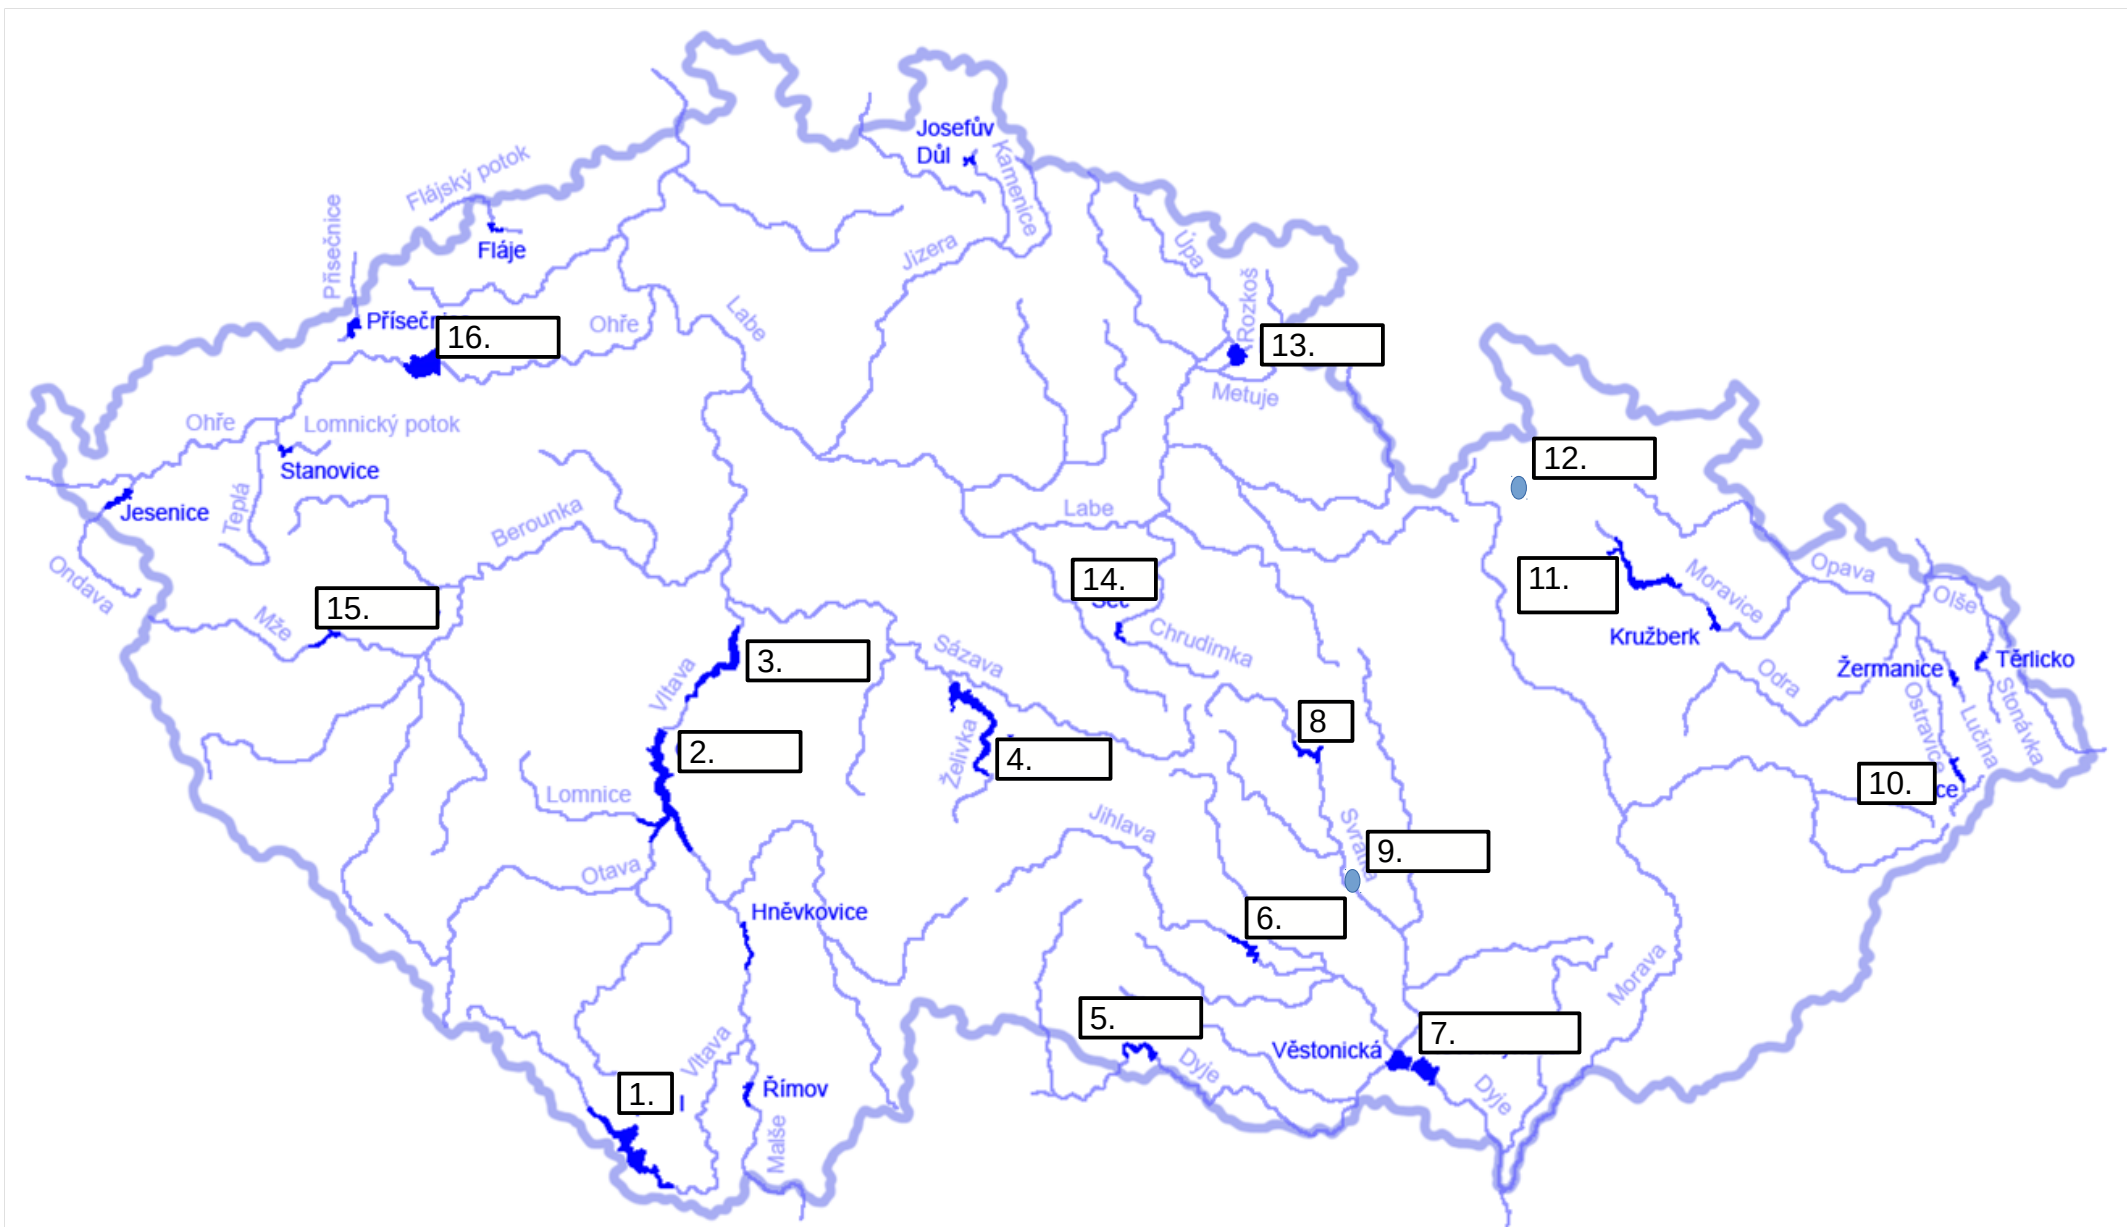 Josefův
Důl
Kamenice
Flájský potok
Fláje
Přísečnice
Přísečn
16.
Ohře
Labe
Jizera
Úpa
Rozkoš
13.
Metuje
Ohře
Lomnický potok
Stanovice
Teplá
Jesenice
Ondava
Berounka
Labe
12.
14.
Seč
Chrudimka
11.
Moravice
Opava
Olše
Kružberk
15.
Mže
3.
Vltava
Sázava
Želivka
4.
2.
8
Odra
Žermanice
Těrlicko
Ostravice
Lučina
Stonávka
10.
ce
Lomnice
Otava
Jihlava
Svratka
9.
Hněvkovice
6.
Morava
5.
Dyje
Věstonická
7.
Dyje
1.
Vltava
Římov
Malše